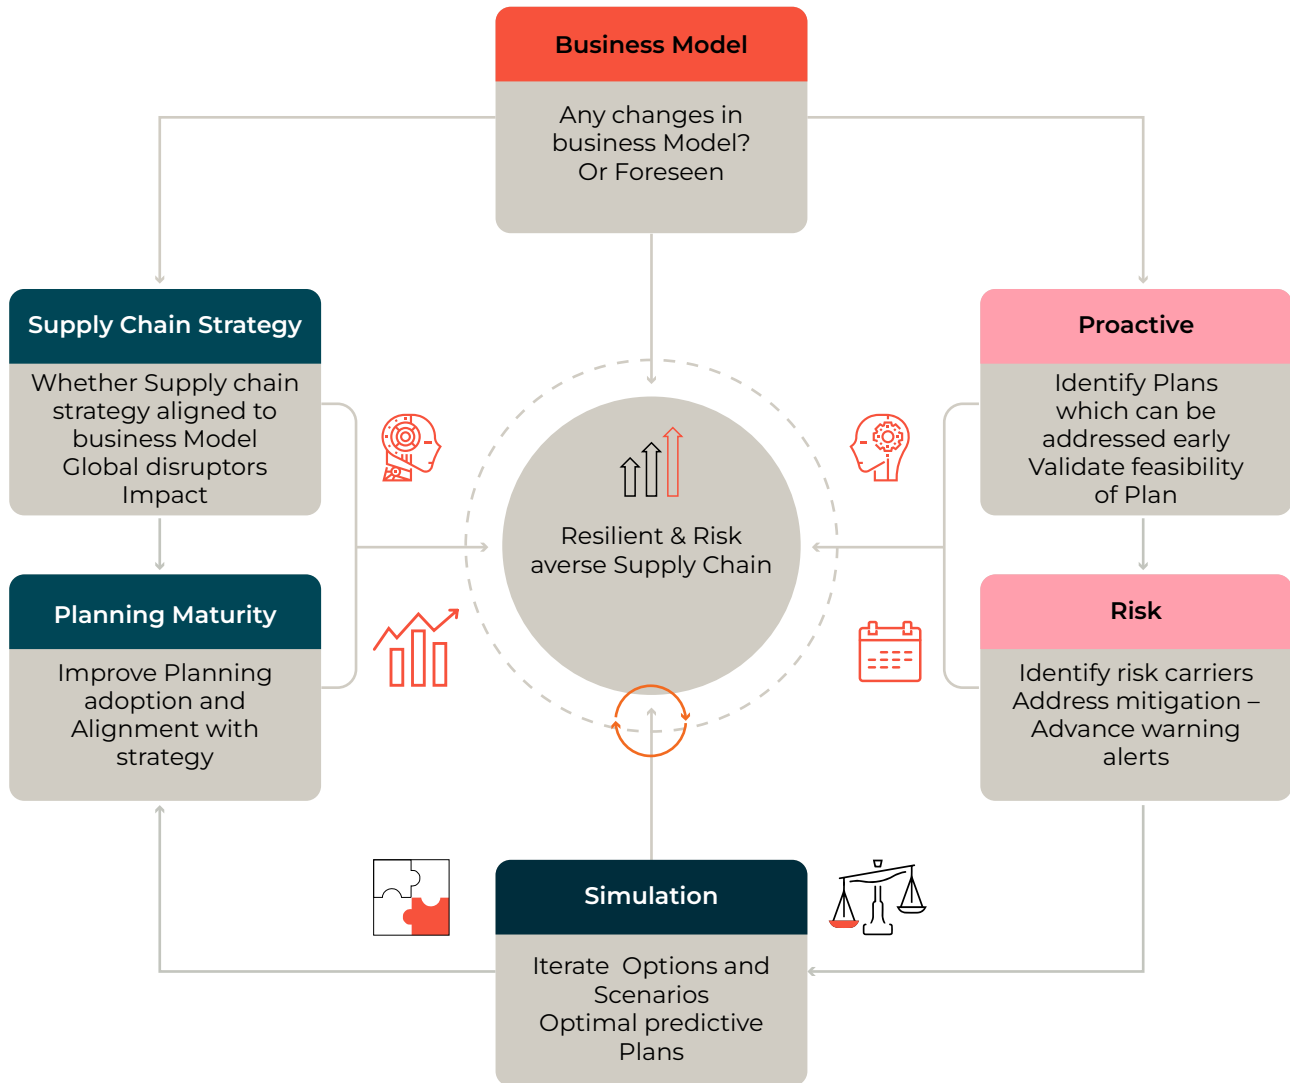 Business Model
Any changes in
business Model?
Or Foreseen
Supply Chain Strategy
Whether Supply chain
strategy aligned to
business Model
Global disruptors
Impact
Proactive
Identify Plans
which can be
addressed early
Validate feasibility
of Plan
Resilient & Risk
averse Supply Chain
Planning Maturity
Improve Planning
adoption and
Alignment with
strategy
Risk
Identify risk carriers
Address mitigation –
Advance warning
alerts
Simulation
Iterate Options and
Scenarios
Optimal predictive
Plans